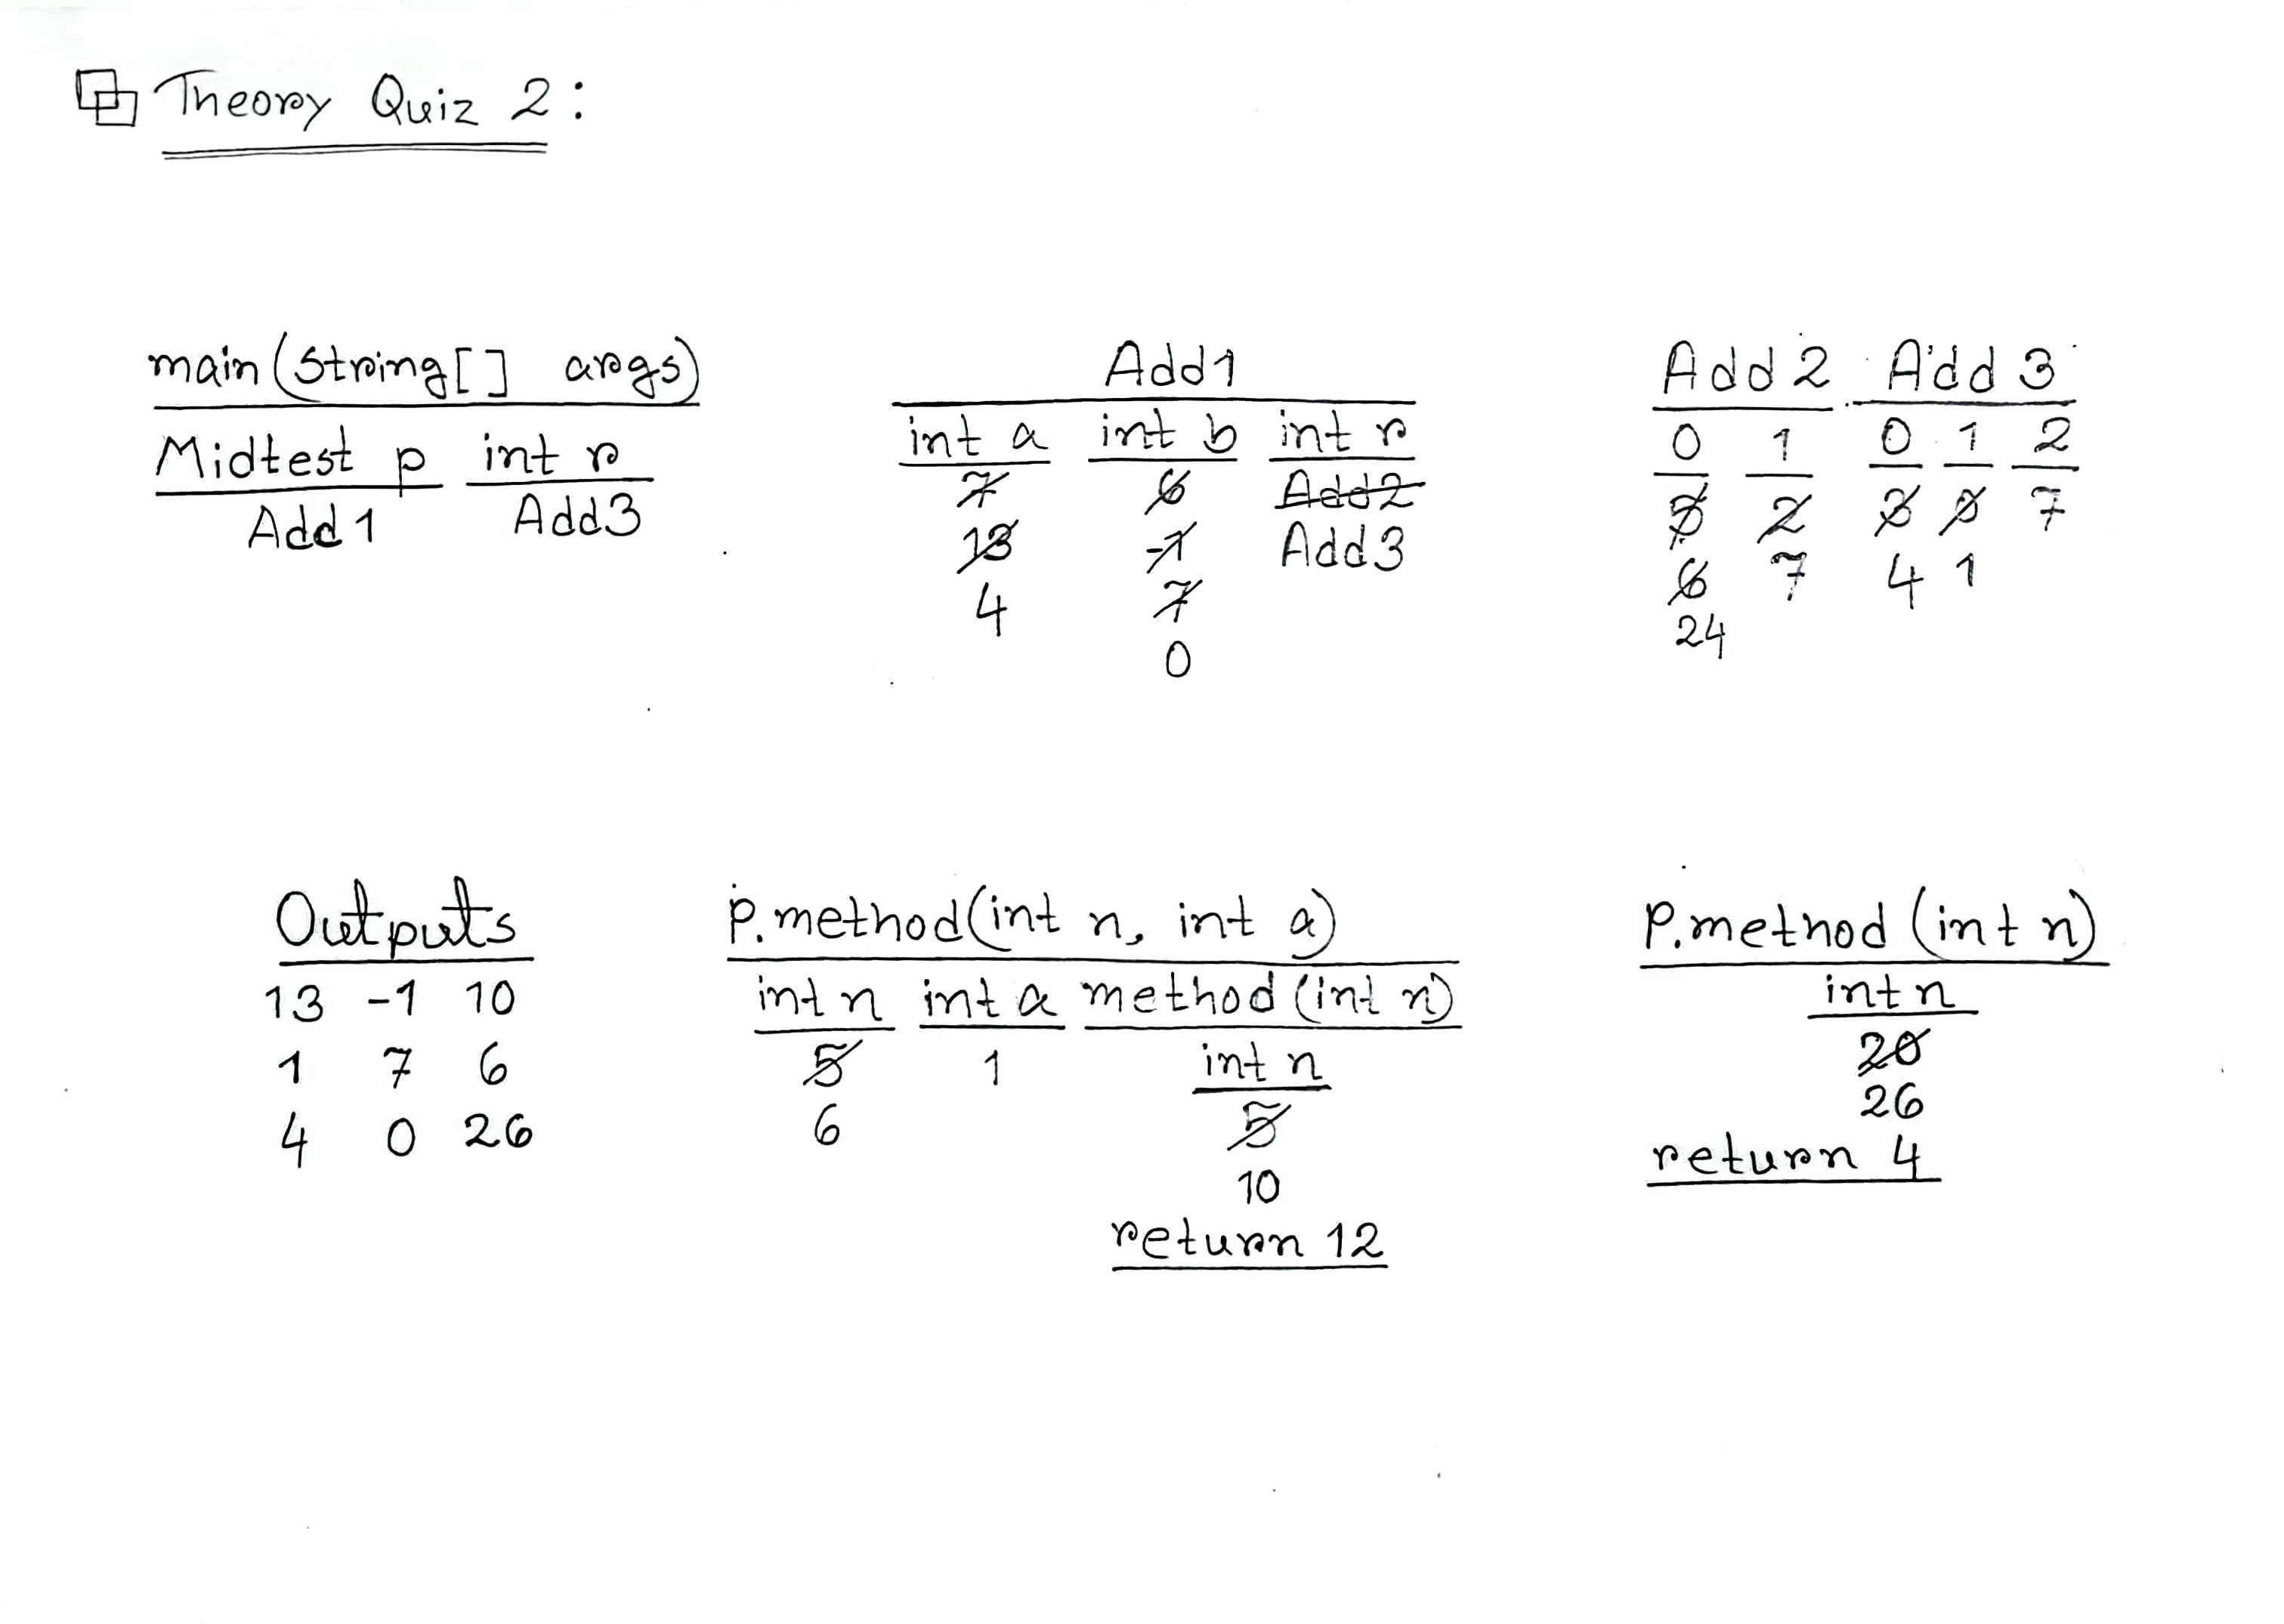 Theory Quiz 2:
main(String[] args)
Midtest p int r
Add1 Add3
Add1
int a int b int r
7 6 Add2
13 -1 Add3
4 7
0
Add2 Add3
0 1 0 1 2
2 7
6 7 4 1
24
Outputs
13 -1 10
1 7 6
4 0 26
P.method(int n, int a)
int n int a method(int n)
5 1 int n
6 5
10
return 12
P.method(int n)
int n
20
26
return 4